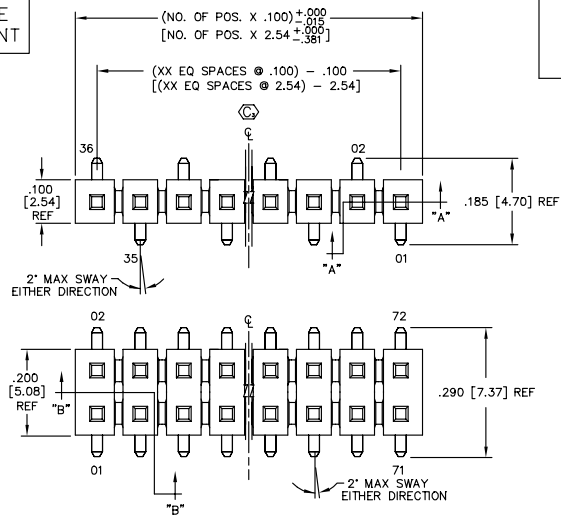 E
NT
(NO. OF POS. X .100) +.000 -.015
[NO. OF POS. X 2.54 +.000 -.381]
(XX EQ SPACES @ .100) - .100
[(XX EQ SPACES @ 2.54) - 2.54]
C3
CL
36
02
.100
[2.54]
REF
.185 [4.70] REF
"A"
"A"
35
01
2° MAX SWAY
EITHER DIRECTION
02
CL
72
.200
[5.08]
REF
.290 [7.37] REF
"B"
01
71
2° MAX SWAY
EITHER DIRECTION
"B"